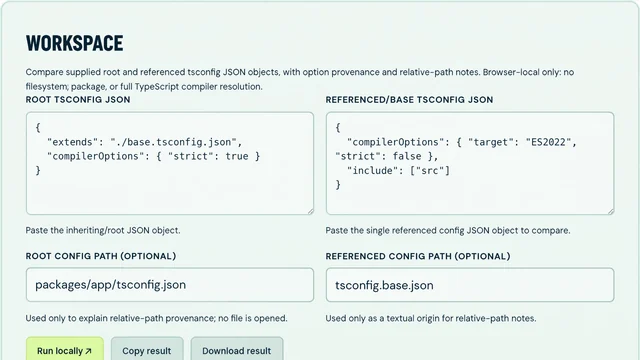 WORKSPACE
Compare supplied root and referenced tsconfig JSON objects, with option provenance and relative-path notes. Browser-local only: no
filesystem; package, or full TypeScript compiler resolution.
ROOT TSCONFIG JSON
{
  "extends": "./base.tsconfig.json",
  "compilerOptions": { "strict": true }
}
Paste the inheriting/root JSON object.
REFERENCED/BASE TSCONFIG JSON
{
  "compilerOptions": { "target": "ES2022",
"strict": false },
  "include": ["src"]
}
Paste the single referenced config JSON object to compare.
ROOT CONFIG PATH (OPTIONAL)
packages/app/tsconfig.json
Used only to explain relative-path provenance; no file is opened.
REFERENCED CONFIG PATH (OPTIONAL)
tsconfig.base.json
Used only as a textual origin for relative-path notes.
Run locally ↗
Copy result
Download result